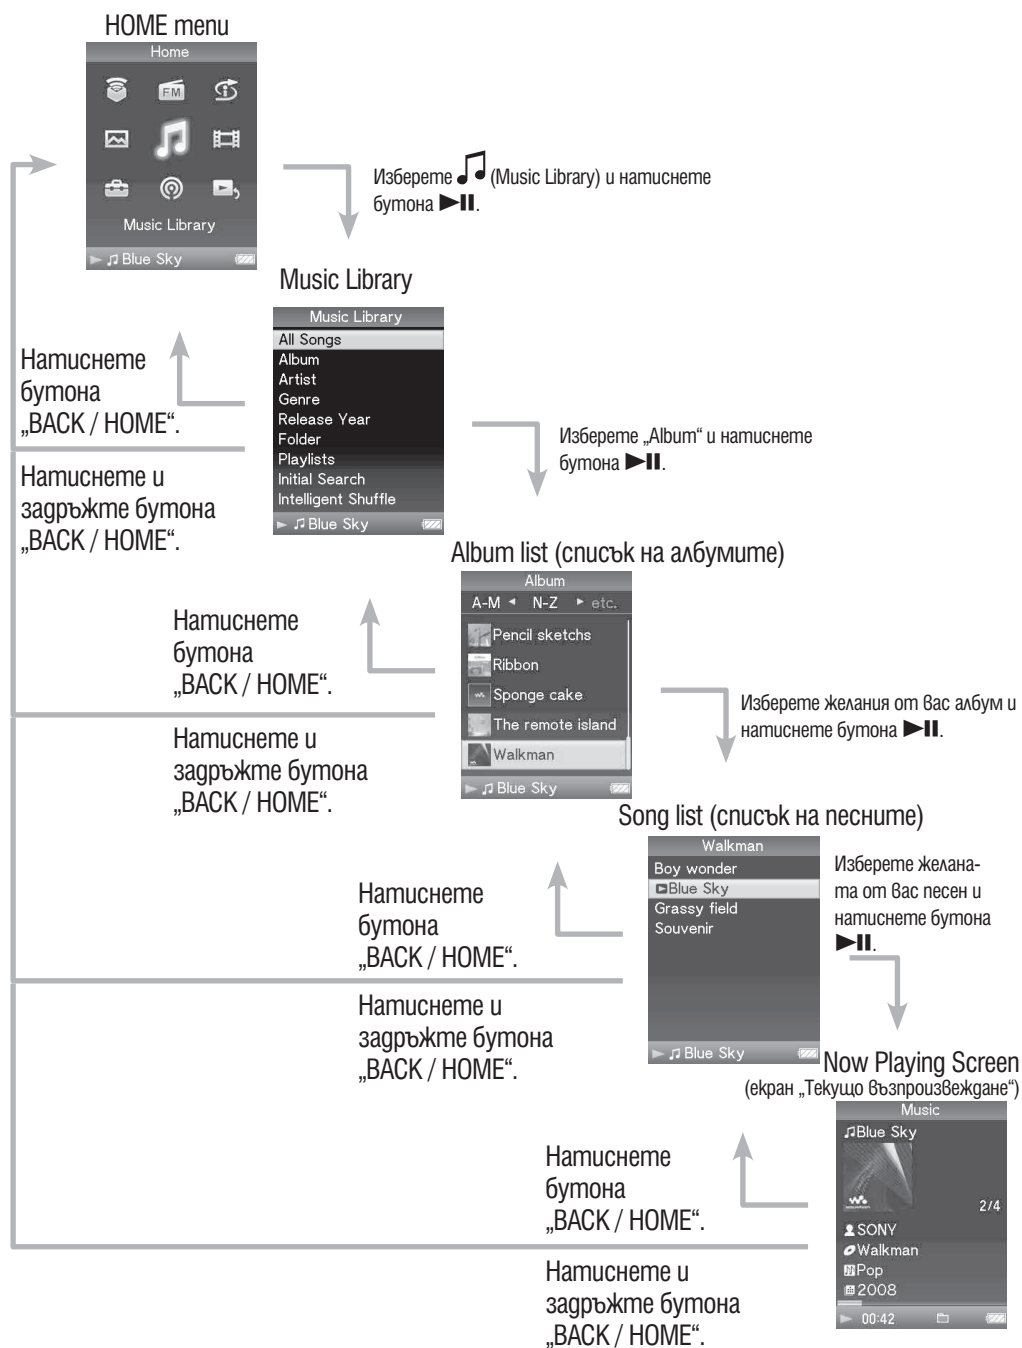 HOME menu
Home
FM
Music Library
Blue Sky
Изберете (Music Library) и натиснете
бутона ►II.
Music Library
Music Library
All Songs
Album
Artist
Genre
Release Year
Folder
Playlists
Initial Search
Intelligent Shuffle
Blue Sky
Натиснете
бутона
„BACK / HOME“.
Натиснете и
задръжте бутона
„BACK / HOME“.
Изберете „Album“ и натиснете
бутона ►II.
Album list (списък на албумите)
Album
A-M ◄ N-Z ► etc.
Pencil sketchs
Ribbon
Sponge cake
The remote island
Walkman
Blue Sky
Натиснете
бутона
„BACK / HOME“.
Натиснете и
задръжте бутона
„BACK / HOME“.
Изберете желания от вас албум и
натиснете бутона ►II.
Song list (списък на песните)
Walkman
Boy wonder
Blue Sky
Grassy field
Souvenir
Blue Sky
Натиснете
бутона
„BACK / HOME“.
Натиснете и
задръжте бутона
„BACK / HOME“.
Изберете желана-
та от вас песен и
натиснете бутона
►II.
Now Playing Screen
(екран „Текущо възпроизвеждане“)
Music
Blue Sky
2/4
SONY
Walkman
Pop
2008
00:42
Натиснете
бутона
„BACK / HOME“.
Натиснете и
задръжте бутона
„BACK / HOME“.